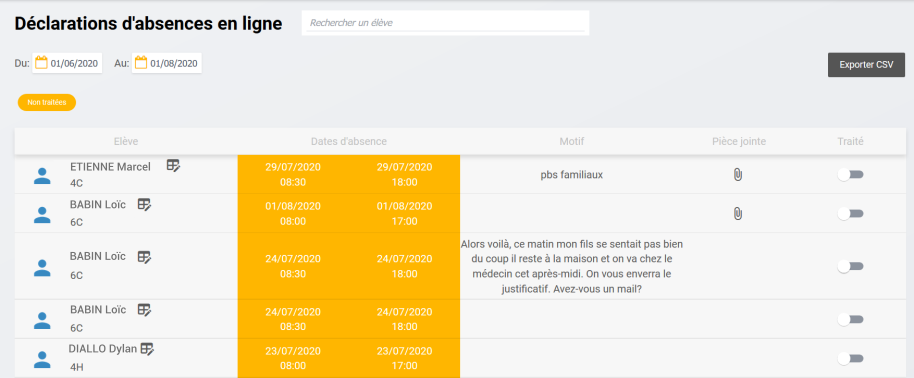 Déclarations d'absences en ligne
Rechercher un élève
Du: 01/06/2020 Au: 01/08/2020
Exporter CSV
Non traitées
Elève Dates d'absence Motif Pièce jointe Traité
ETIENNE Marcel 29/07/2020 29/07/2020
4C 08:30 18:00
pbs familiaux
BABIN Loïc 01/08/2020 01/08/2020
6C 08:00 17:00
BABIN Loïc 24/07/2020 24/07/2020
6C 08:30 18:00
Alors voilà, ce matin mon fils se sentait pas bien
du coup il reste à la maison et on va chez le
médecin cet après-midi. On vous enverra le
justificatif. Avez-vous un mail?
BABIN Loïc 24/07/2020 24/07/2020
6C 08:30 18:00
DIALLO Dylan 23/07/2020 23/07/2020
4H 08:00 17:00